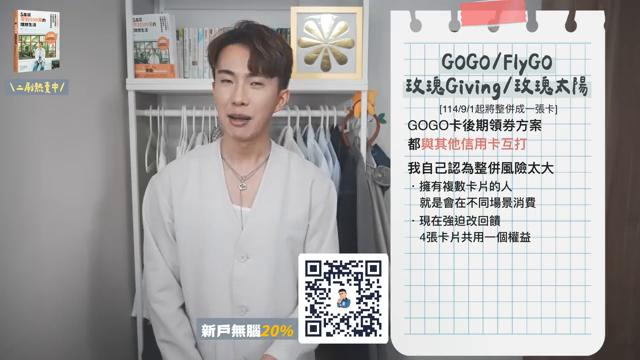 二刷熱賣中
GOGO/FlyGO
玫瑰Giving/玫瑰太陽
[114/9/1起將整併成一張卡]
GOGO卡後期領券方案
都與其他信用卡互打
我自己認為整併風險太大
·擁有複數卡片的人
就是會在不同場景消費
·現在強迫改回饋
4張卡片共用一個權益
新戶無腦20%